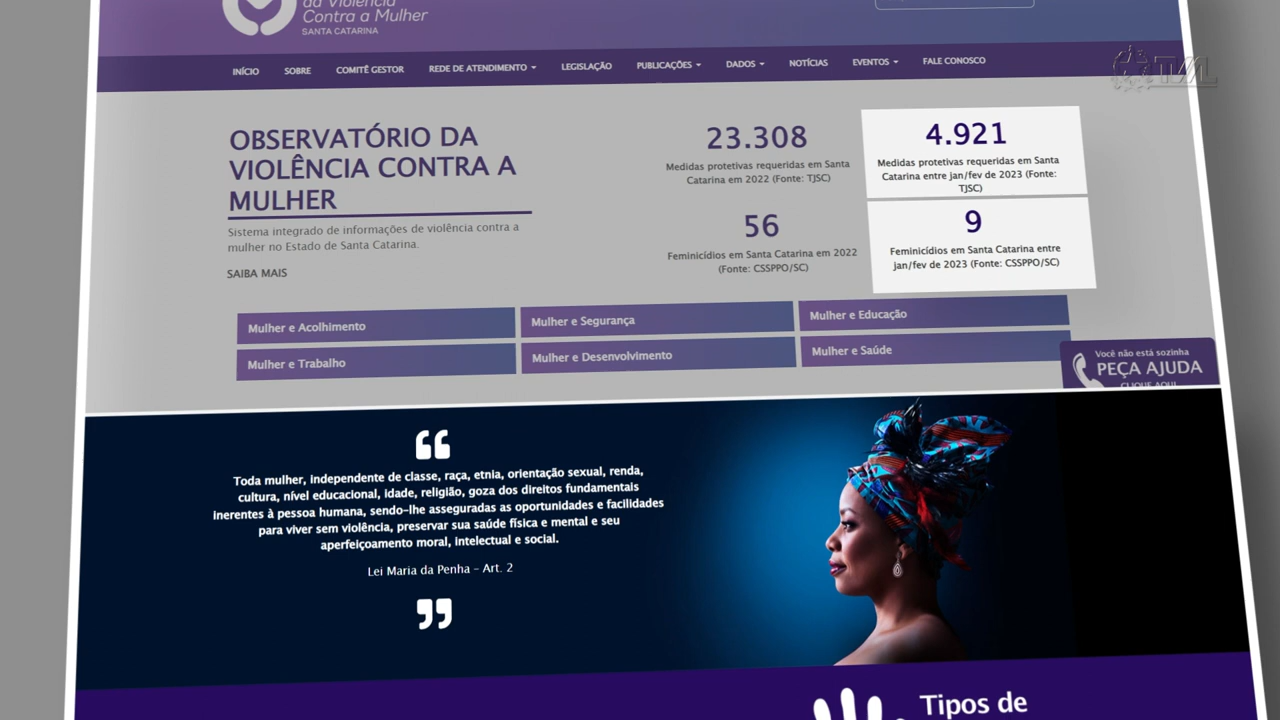 da Violência
Contra a Mulher
SANTA CATARINA
INÍCIO SOBRE COMITÊ GESTOR REDE DE ATENDIMENTO LEGISLAÇÃO PUBLICAÇÕES DADOS NOTÍCIAS EVENTOS FALE CONOSCO
TVAL
OBSERVATÓRIO DA
VIOLÊNCIA CONTRA A
MULHER
Sistema integrado de informações de violência contra a
mulher no Estado de Santa Catarina.
SAIBA MAIS
23.308
Medidas protetivas requeridas em Santa
Catarina em 2022 (Fonte: TJSC)
4.921
Medidas protetivas requeridas em Santa
Catarina entre jan/fev de 2023 (Fonte:
TJSC)
56
Feminicídios em Santa Catarina em 2022
(Fonte: CSSPPO/SC)
9
Feminicídios em Santa Catarina entre
jan/fev de 2023 (Fonte: CSSPPO/SC)
Mulher e Acolhimento
Mulher e Segurança
Mulher e Educação
Mulher e Trabalho
Mulher e Desenvolvimento
Mulher e Saúde
Você não está sozinha
PEÇA AJUDA
CLIQUE AQUI
“
Toda mulher, independente de classe, raça, etnia, orientação sexual, renda,
cultura, nível educacional, idade, religião, goza dos direitos fundamentais
inerentes à pessoa humana, sendo-lhe asseguradas as oportunidades e facilidades
para viver sem violência, preservar sua saúde física e mental e seu
aperfeiçoamento moral, intelectual e social.
Lei Maria da Penha - Art. 2
”
Tipos de